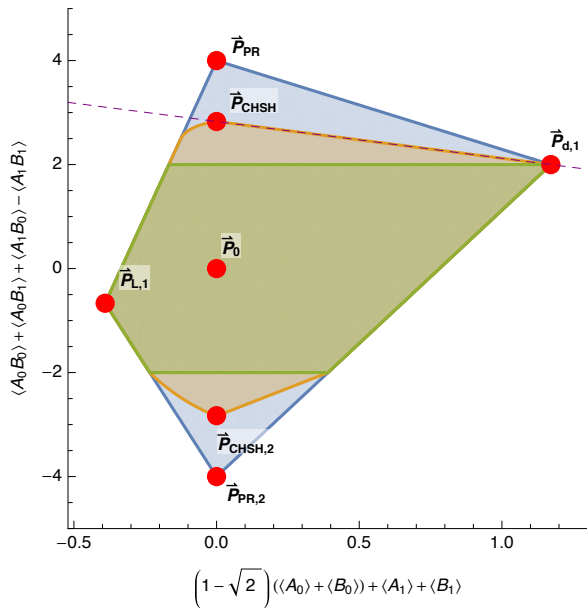 4
2
0
−2
−4
⟨A₀B₀⟩ + ⟨A₀B₁⟩ + ⟨A₁B₀⟩ − ⟨A₁B₁⟩
P⃗PR
P⃗CHSH
P⃗d,1
P⃗0
P⃗L,1
P⃗CHSH,2
P⃗PR,2
−0.5
0.0
0.5
1.0
(1 − √2) (⟨A₀⟩ + ⟨B₀⟩) + ⟨A₁⟩ + ⟨B₁⟩